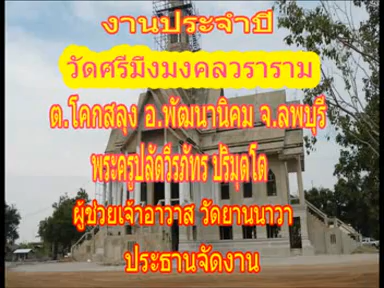 งานประจำปี
วัดศรีมิ่งมงคลวราราม
ต.โคกสลุง อ.พัฒนานิคม จ.ลพบุรี
พระครูปลัดวีรภัทร ปริมุตโต
ผู้ช่วยเจ้าอาวาส วัดยานนาวา
ประธานจัดงาน